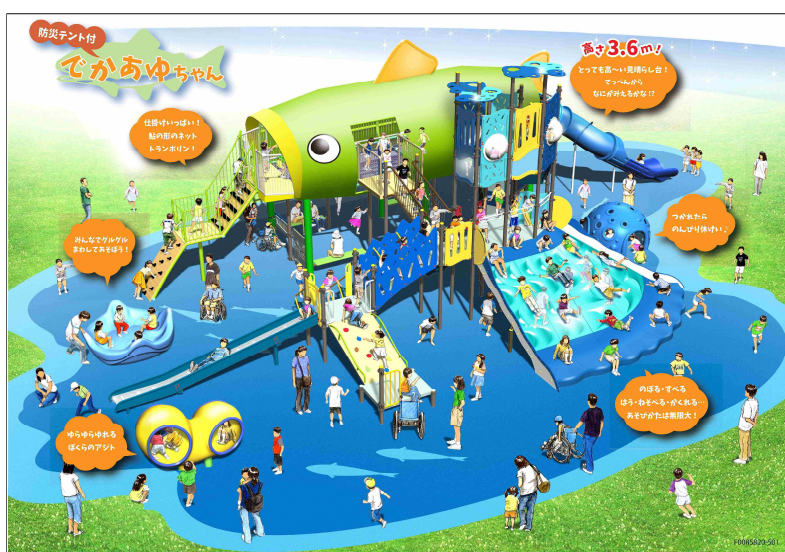 防災テント付
でかあゆちゃん
高さ3.6m!
とっても高〜い見晴らし台!
てっぺんから
なにがみえるかな!?
仕掛けいっぱい!
鮎の形のネット
トランポリン!
つかれたら
のんびり休けい♪
みんなでグルグル
まわしてあそぼう!
のぼる・すべる
はう・ねそべる・かくれる…
あそびかたは無限大!
ゆらゆらゆれる
ぼくらのアジト
F0085820-S01